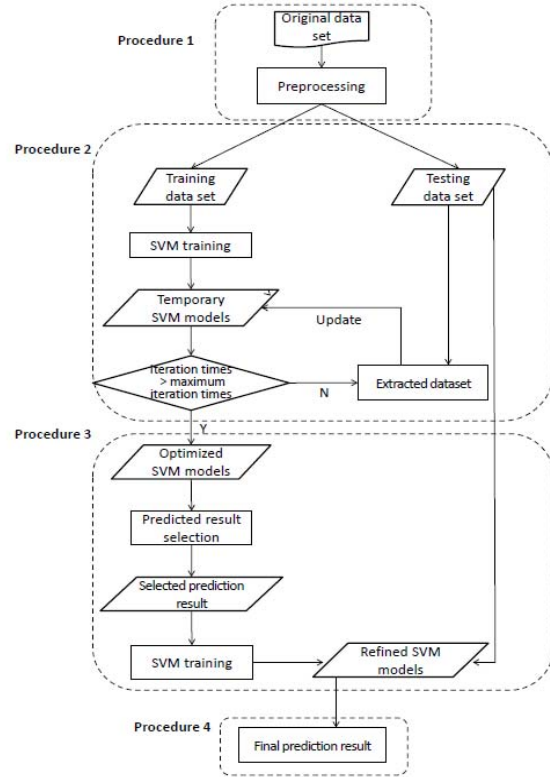 Procedure 1
Original data
set
Preprocessing
Procedure 2
Training
data set
Testing
data set
SVM training
Temporary
SVM models
Update
Iteration times
> maximum
iteration times
N
Extracted dataset
Y
Procedure 3
Optimized
SVM models
Predicted result
selection
Selected prediction
result
SVM training
Refined SVM
models
Procedure 4
Final prediction result